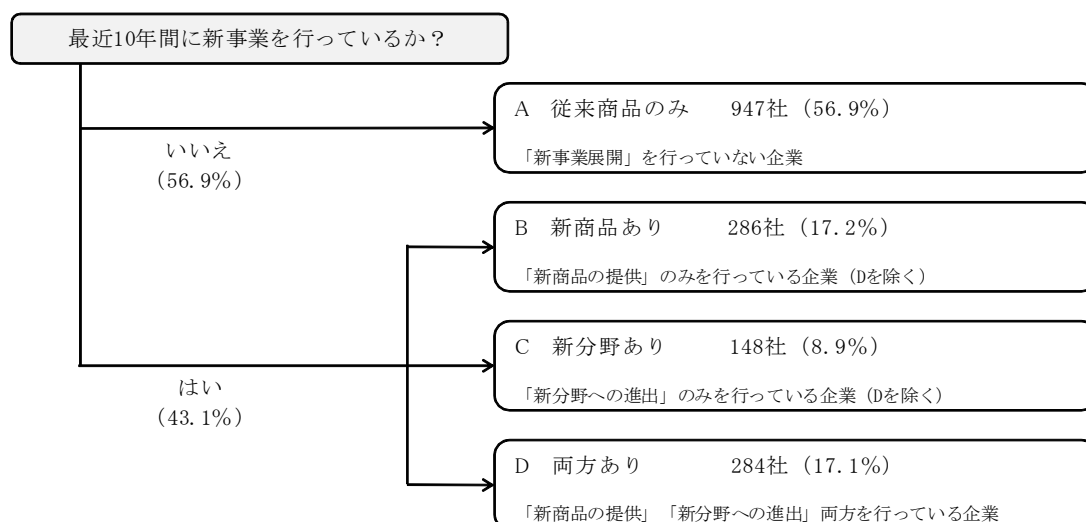 最近10年間に新事業を行っているか?
A 従来商品のみ 947社 (56.9%)
「新事業展開」を行っていない企業
いいえ
(56.9%)
B 新商品あり 286社 (17.2%)
「新商品の提供」のみを行っている企業 (Dを除く)
C 新分野あり 148社 (8.9%)
「新分野への進出」のみを行っている企業 (Dを除く)
はい
(43.1%)
D 両方あり 284社 (17.1%)
「新商品の提供」「新分野への進出」両方を行っている企業